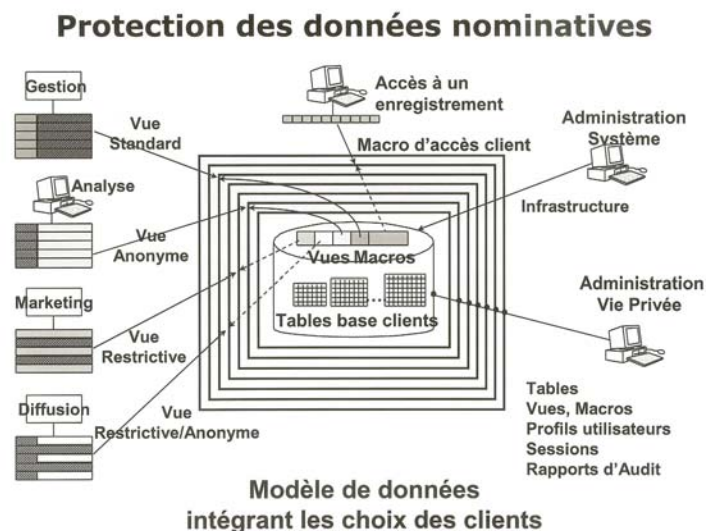 Protection des données nominatives
Gestion
Vue
Standard
Accès à un
enregistrement
Macro d'accès client
Administration
Système
Infrastructure
Analyse
Vue
Anonyme
Vues Macros
Tables base clients
Marketing
Vue
Restrictive
Administration
Vie Privée
Diffusion
Vue
Restrictive/Anonyme
Tables
Vues, Macros
Profils utilisateurs
Sessions
Rapports d'Audit
Modèle de données
intégrant les choix des clients